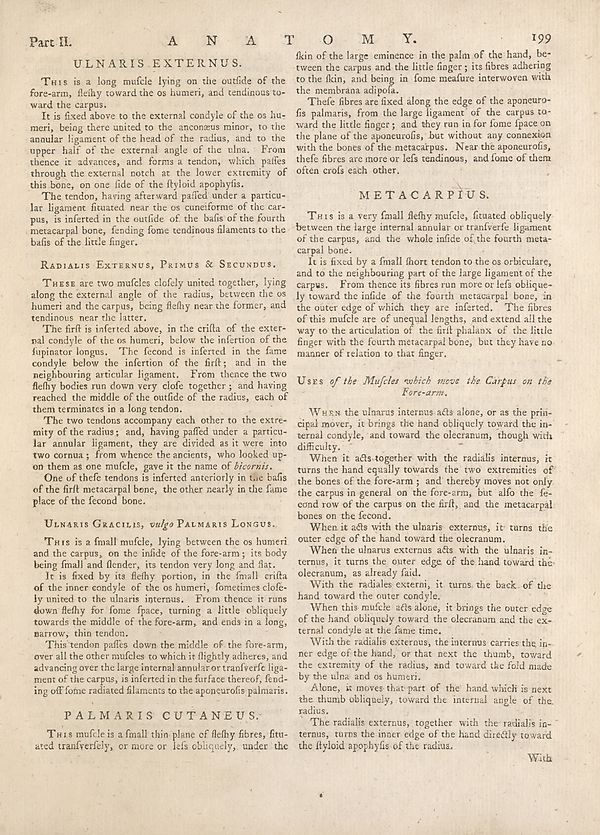 Part II. A N A T O M Y. 199
ULNARIS EXTERNUS.
THIS is a long muſcle lying on the outſide of the
fore-arm, fleſhy toward the os humeri, and tendinous to-
ward the carpus.
It is fixed above to the external condyle of the os hu-
meri, being there united to the anconæus minor, to the
annular ligament of the head of the radius, and to the
upper half of the external angle of the ulna. From
thence it advances, and forms a tendon, which paſſes
through the external notch at the lower extremity of
this bone, on one ſide of the ſtyloid apophyſis.
The tendon, having afterward paſſed under a particu-
lar ligament ſituated near the os cuneiforme of the car-
pus, is inſerted in the outſide of the baſis of the fourth
metacarpal bone, ſending ſome tendinous filaments to the
baſis of the little finger.
RADIALIS EXTERNUS, PRIMUS & SECUNDUS.
THESE are two muſcles cloſely united together, lying
along the external angle of the radius, between the os
humeri and the carpus, being fleſhy near the former, and
tendinous near the latter.
The firſt is inſerted above, in the criſta of the exter-
nal condyle of the os humeri, below the inſertion of the
ſupinator longus. The ſecond is inſerted in the ſame
condyle below the inſertion of the firſt; and in the
neighbouring articular ligament. From thence the two
fleſhy bodies run down very cloſe together; and having
reached the middle of the outſide of the radius, each of
them terminates in a long tendon.
The two tendons accompany each other to the extre-
mity of the radius; and, having paſſed under a particu-
lar annular ligament, they are divided as it were into
two cornua; from whence the ancients, who looked up-
on them as one muſcle, gave it the name of bicornis.
One of theſe tendons is inſerted anteriorly in the baſis
of the firſt metacarpal bone, the other nearly in the ſame
place of the ſecond bone.
ULNARIS GRACILIS, vulgo PALMARIS LONGUS.
THIS is a ſmall muſcle, lying between the os humeri
and the carpus, on the inſide of the fore-arm; its body
being ſmall and ſlender, its tendon very long and flat.
It is fixed by its fleſhy portion, in the ſmall criſta
of the inner condyle of the os humeri, ſometimes cloſe-
ly united to the ulnaris internus. From thence it runs
down fleſhy for ſome ſpace, turning a little obliquely
towards the middle of the fore-arm, and ends in a long,
narrow, thin tendon.
This tendon paſſes down the middle of the fore-arm,
over all the other muſcles to which it ſlightly adheres, and
advancing over the large internal annular or tranſverſe liga-
ment of the carpus, is inſerted in the ſurface thereof, ſend-
ing off ſome radiated filaments to the aponeuroſis palmaris.
PALMARIS CUTANEUS.
THIS muſcle is a ſmall thin plane of fleſhy fibres, ſitu-
ated tranſverſely, or more or leſs obliquely, under the
ſkin of the large eminence in the palm of the hand, be-
tween the carpus and the little finger; its fibres adhering
to the ſkin, and being in ſome meaſure interwoven with
the membrana adipoſa.
Theſe fibres are fixed along the edge of the aponeuro-
ſis palmaris, from the large ligament of the carpus to-
ward the little finger; and they run in for ſome ſpace on
the plane of the aponeuroſis, but without any connexion
with the bones of the metacarpus. Near the aponeuroſis,
theſe fibres are more or leſs tendinous, and ſome of them
often croſs each other.
METACARPIUS.
THIS is a very ſmall fleſhy muſcle, ſituated obliquely
between the large internal annular or tranſverſe ligament
of the carpus, and the whole inſide of the fourth meta-
carpal bone.
It is fixed by a ſmall ſhort tendon to the os orbiculare,
and to the neighbouring part of the large ligament of the
carpus. From thence its fibres run more or leſs oblique-
ly toward the inſide of the fourth metacarpal bone, in
the outer edge of which they are inſerted. The fibres
of this muſcle are of unequal lengths, and extend all the
way to the articulation of the firſt phalanx of the little
finger with the fourth metacarpal bone, but they have no
manner of relation to that finger.
USES of the Muſcles which move the Carpus on the
Fore-arm.
WHEN the ulnarus internus acts alone, or as the prin-
cipal mover, it brings the hand obliquely toward the in-
ternal condyle, and toward the olecranum, though with
difficulty.
When it acts together with the radialis internus, it
turns the hand equally towards the two extremities of
the bones of the fore-arm; and thereby moves not only
the carpus in general on the fore-arm, but alſo the ſe-
cond row of the carpus on the firſt, and the metacarpal
bones on the ſecond.
When it acts with the ulnaris externus, it turns the
outer edge of the hand toward the olecranum.
When the ulnarus externus acts with the ulnaris in-
ternus, it turns the outer edge of the hand toward the
olecranum, as already ſaid.
With the radiales externi, it turns the back of the
hand toward the outer condyle.
When this muſcle acts alone, it brings the outer edge
of the hand obliquely toward the olecranum and the ex-
ternal condyle at the ſame time.
With the radialis externus, the internus carries the in-
ner edge of the hand, or that next the thumb, toward
the extremity of the radius, and toward the fold made
by the ulna and os humeri.
Alone, it moves that part of the hand which is next
the thumb obliquely, toward the internal angle of the
radius.
The radialis externus, together with the radialis in-
ternus, turns the inner edge of the hand directly toward
the ſtyloid apophyſis of the radius.
With